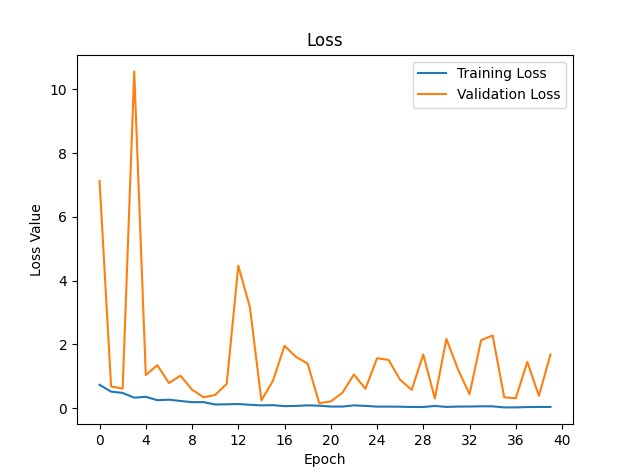 Loss
Training Loss
Validation Loss
10
8
6
4
2
0
Loss Value
0 4 8 12 16 20 24 28 32 36 40
Epoch